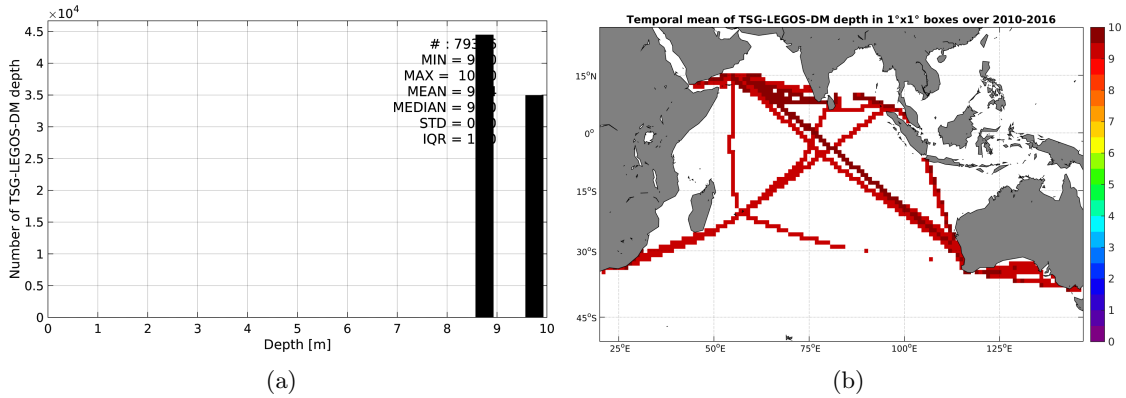 ×10⁴
4.5
4
3.5
3
2.5
2
1.5
1
0.5
0
Number of TSG-LEGOS-DM depth
MIN =
MAX =
MEAN =
MEDIAN =
STD =
IQR =
0 1 2 3 4 5 6 7 8 9 10
Depth [m]
(a)
Temporal mean of TSG-LEGOS-DM depth in 1°x1° boxes over 2010-2016
15°N
0°
15°S
30°S
45°S
25°E 50°E 75°E 100°E 125°E
10
9
8
7
6
5
4
3
2
1
0
(b)